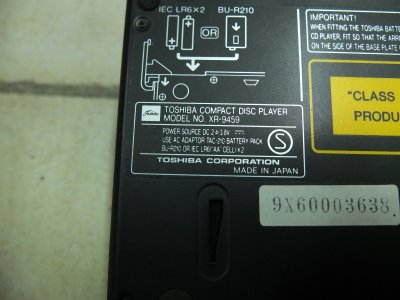 IEC LR6×2 BU-R210
OR
IMPORTANT!
WHEN FITTING THE TOSHIBA BATT
CD PLAYER, FIT SO THAT THE ARR
ON THE SIDE OF THE BASE PLATE
"CLASS
PRODU
TOSHIBA COMPACT DISC PLAYER
MODEL NO. XR-9459
POWER SOURCE DC 2.4-3.8V
USE AC ADAPTOR TAC-210 BATTERY PACK
BU-R210 OR IEC LR6("AA" CELL)×2
S
TOSHIBA CORPORATION
MADE IN JAPAN
9X60003638